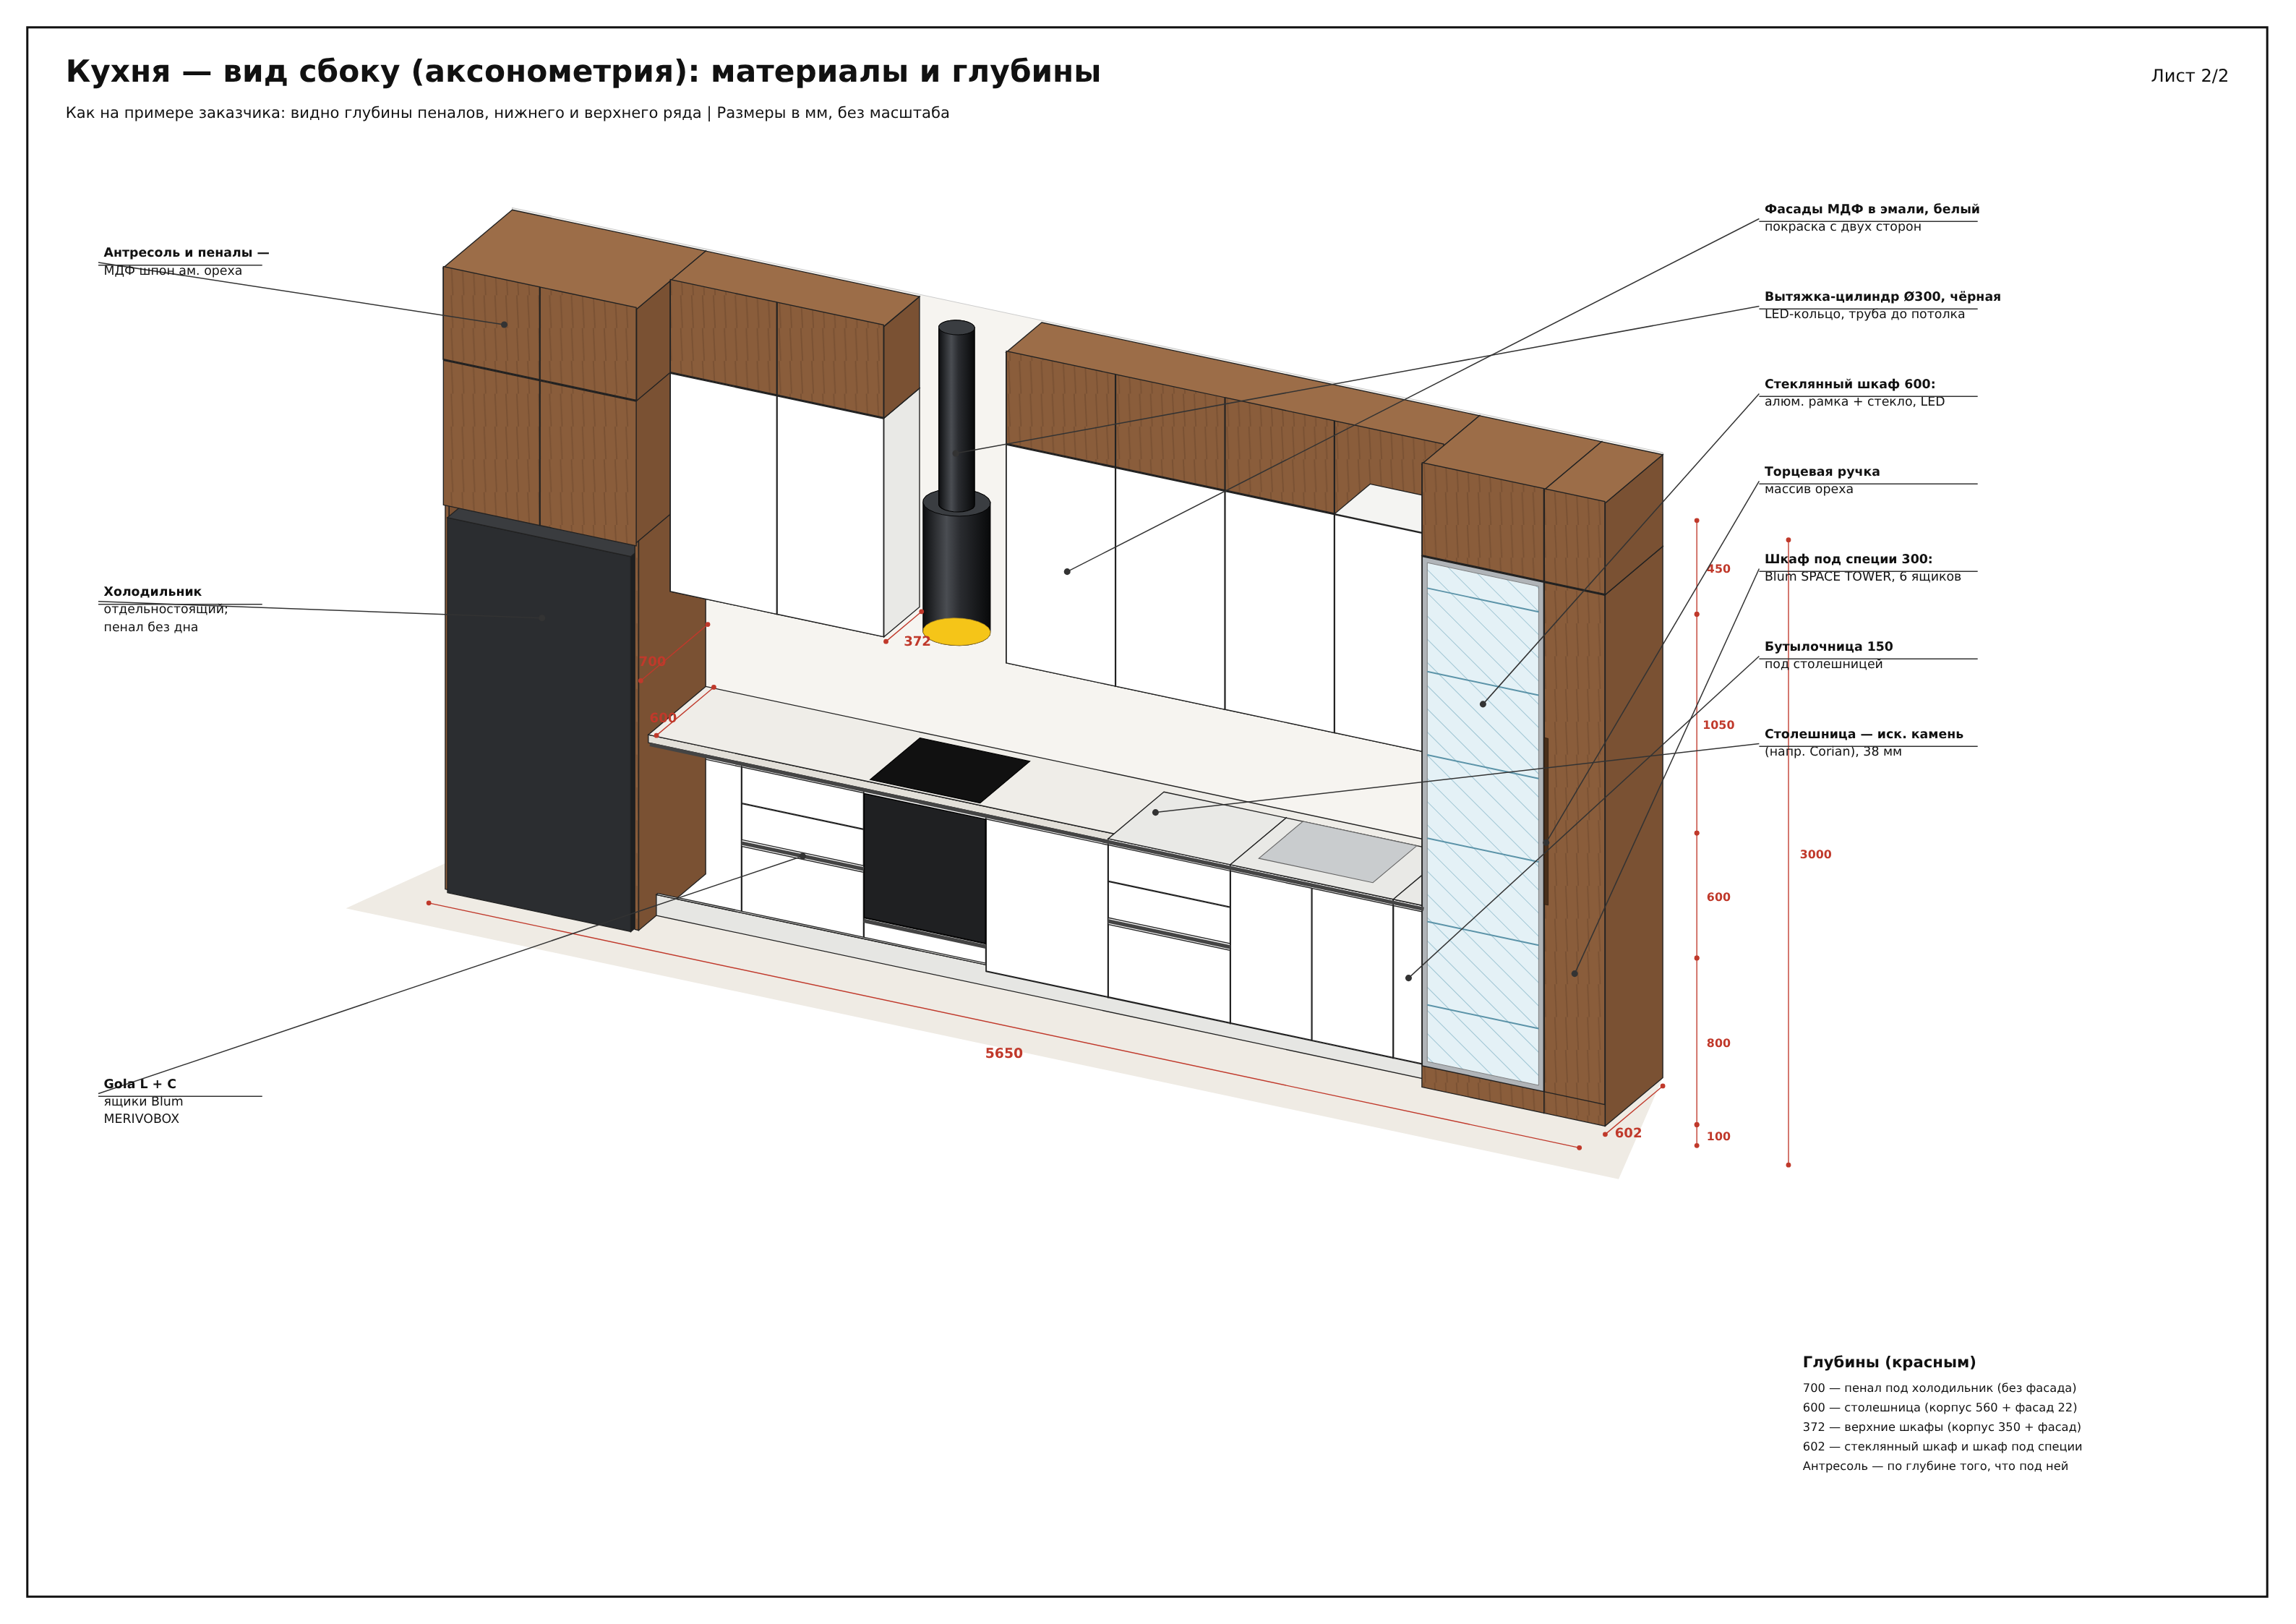 Кухня — вид сбоку (аксонометрия): материалы и глубины
Лист 2/2
Как на примере заказчика: видно глубины пеналов, нижнего и верхнего ряда | Размеры в мм, без масштаба
Антресоль и пеналы —
МДФ шпон ам. ореха
Холодильник
отдельностоящий;
пенал без дна
Gola L + C
ящики Blum
MERIVOBOX
Фасады МДФ в эмали, белый
покраска с двух сторон
Вытяжка-цилиндр Ø300, чёрная
LED-кольцо, труба до потолка
Стеклянный шкаф 600:
алюм. рамка + стекло, LED
Торцевая ручка
массив ореха
Шкаф под специи 300:
Blum SPACE TOWER, 6 ящиков
Бутылочница 150
под столешницей
Столешница — иск. камень
(напр. Corian), 38 мм
700
600
372
5650
602
450
1050
600
800
100
3000
Глубины (красным)
700 — пенал под холодильник (без фасада)
600 — столешница (корпус 560 + фасад 22)
372 — верхние шкафы (корпус 350 + фасад)
602 — стеклянный шкаф и шкаф под специи
Антресоль — по глубине того, что под ней